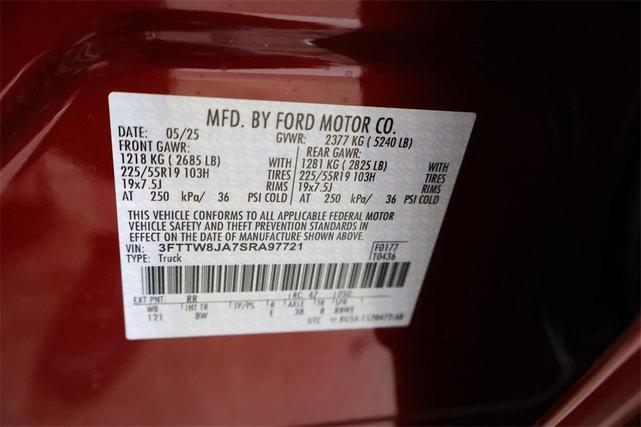 MFD. BY FORD MOTOR CO.
DATE: 05/25 GVWR: 2377 KG ( 5240 LB)
FRONT GAWR: REAR GAWR:
1218 KG ( 2685 LB) WITH 1281 KG ( 2825 LB) WITH
225/55R19 103H TIRES 225/55R19 103H TIRES
19x7.5J RIMS 19x7.5J RIMS
AT 250 kPa/ 36 PSI COLD AT 250 kPa/ 36 PSI COLD
THIS VEHICLE CONFORMS TO ALL APPLICABLE FEDERAL MOTOR
VEHICLE SAFETY AND THEFT PREVENTION STANDARDS IN
EFFECT ON THE DATE OF MANUFACTURE SHOWN ABOVE.
VIN: 3FTTW8JA7SRA97721 F0177
TYPE: Truck T0436
EXT PNT RR RC: 47 DSO:
WB INT TR TP/PS R AXLE TR SPR
121 BW E 38 8 BBWE
UTC